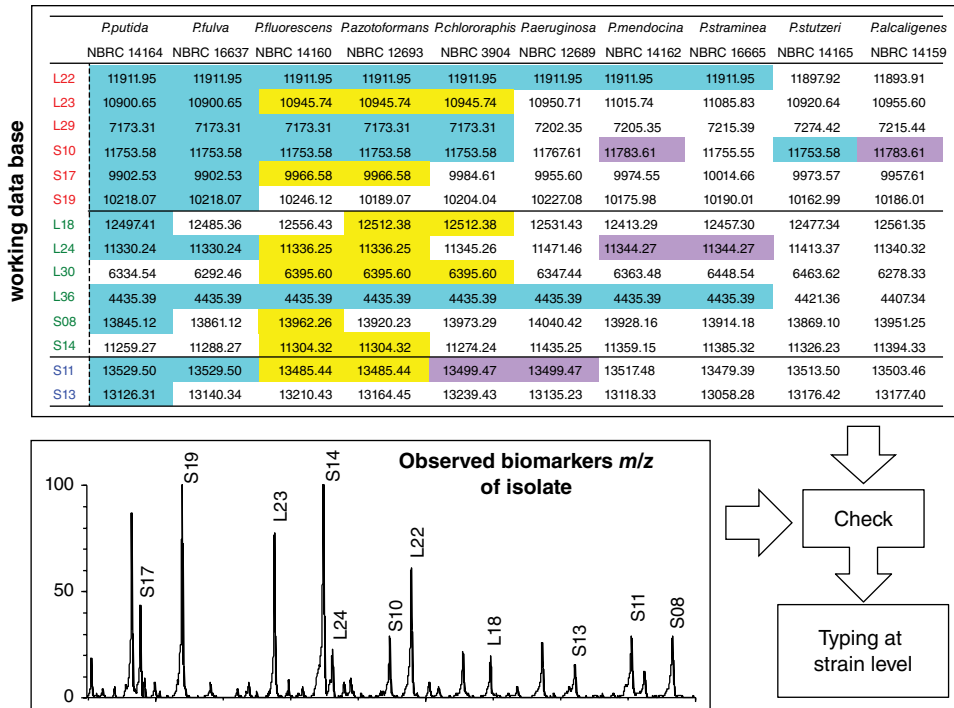 P.putida P.fulva P.fluorescens P.azotoformans P.chlororaphis P.aeruginosa P.mendocina P.straminea P.stutzeri P.alcaligenes
NBRC 14164 NBRC 16637 NBRC 14160 NBRC 12693 NBRC 3904 NBRC 12689 NBRC 14162 NBRC 16665 NBRC 14165 NBRC 14159
working data base
L22 11911.95 11911.95 11911.95 11911.95 11911.95 11911.95 11911.95 11911.95 11897.92 11893.91
L23 10900.65 10900.65 10945.74 10945.74 10945.74 10950.71 11015.74 11085.83 10920.64 10955.60
L29 7173.31 7173.31 7173.31 7173.31 7173.31 7202.35 7205.35 7215.39 7274.42 7215.44
S10 11753.58 11753.58 11753.58 11753.58 11753.58 11767.61 11783.61 11755.55 11753.58 11783.61
S17 9902.53 9902.53 9966.58 9966.58 9984.61 9955.60 9974.55 10014.66 9973.57 9957.61
S19 10218.07 10218.07 10246.12 10189.07 10204.04 10227.08 10175.98 10190.01 10162.99 10186.01
L18 12497.41 12485.36 12556.43 12512.38 12512.38 12531.43 12413.29 12457.30 12477.34 12561.35
L24 11330.24 11330.24 11336.25 11336.25 11345.26 11471.46 11344.27 11344.27 11413.37 11340.32
L30 6334.54 6292.46 6395.60 6395.60 6395.60 6347.44 6363.48 6448.54 6463.62 6278.33
L36 4435.39 4435.39 4435.39 4435.39 4435.39 4435.39 4435.39 4435.39 4421.36 4407.34
S08 13845.12 13861.12 13962.26 13920.23 13973.29 14040.42 13928.16 13914.18 13869.10 13951.25
S14 11259.27 11288.27 11304.32 11304.32 11274.24 11435.25 11359.15 11385.32 11326.23 11394.33
S11 13529.50 13529.50 13485.44 13485.44 13499.47 13499.47 13517.48 13479.39 13513.50 13503.46
S13 13126.31 13140.34 13210.43 13164.45 13239.43 13135.23 13118.33 13058.28 13176.42 13177.40
Observed biomarkers m/z
of isolate
100
50
0
S17
S19
L23
S14
L24
S10
L22
L18
S13
S11
S08
Check
Typing at
strain level